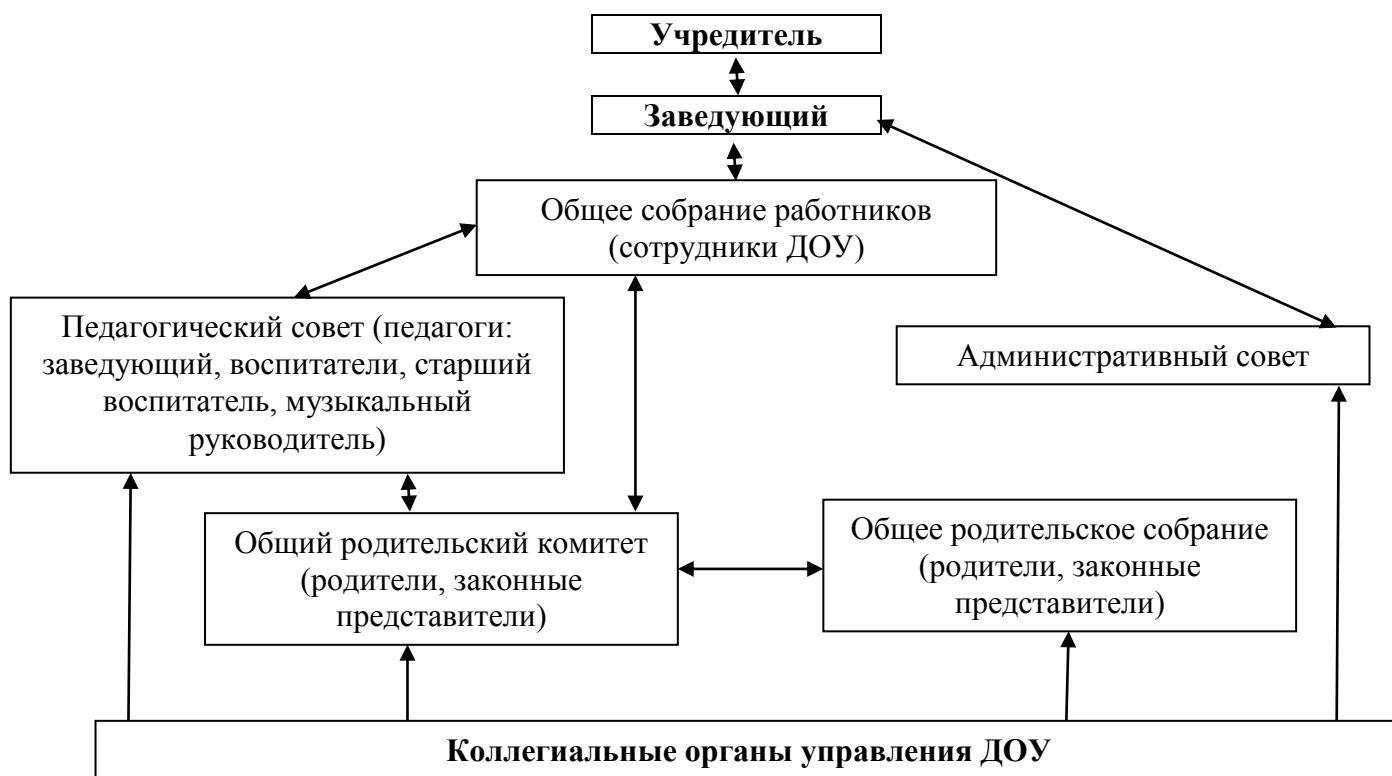 Учредитель
Заведующий
Общее собрание работников
(сотрудники ДОУ)
Педагогический совет (педагоги:
заведующий, воспитатели, старший
воспитатель, музыкальный
руководитель)
Административный совет
Общий родительский комитет
(родители, законные
представители)
Общее родительское собрание
(родители, законные
представители)
Коллегиальные органы управления ДОУ